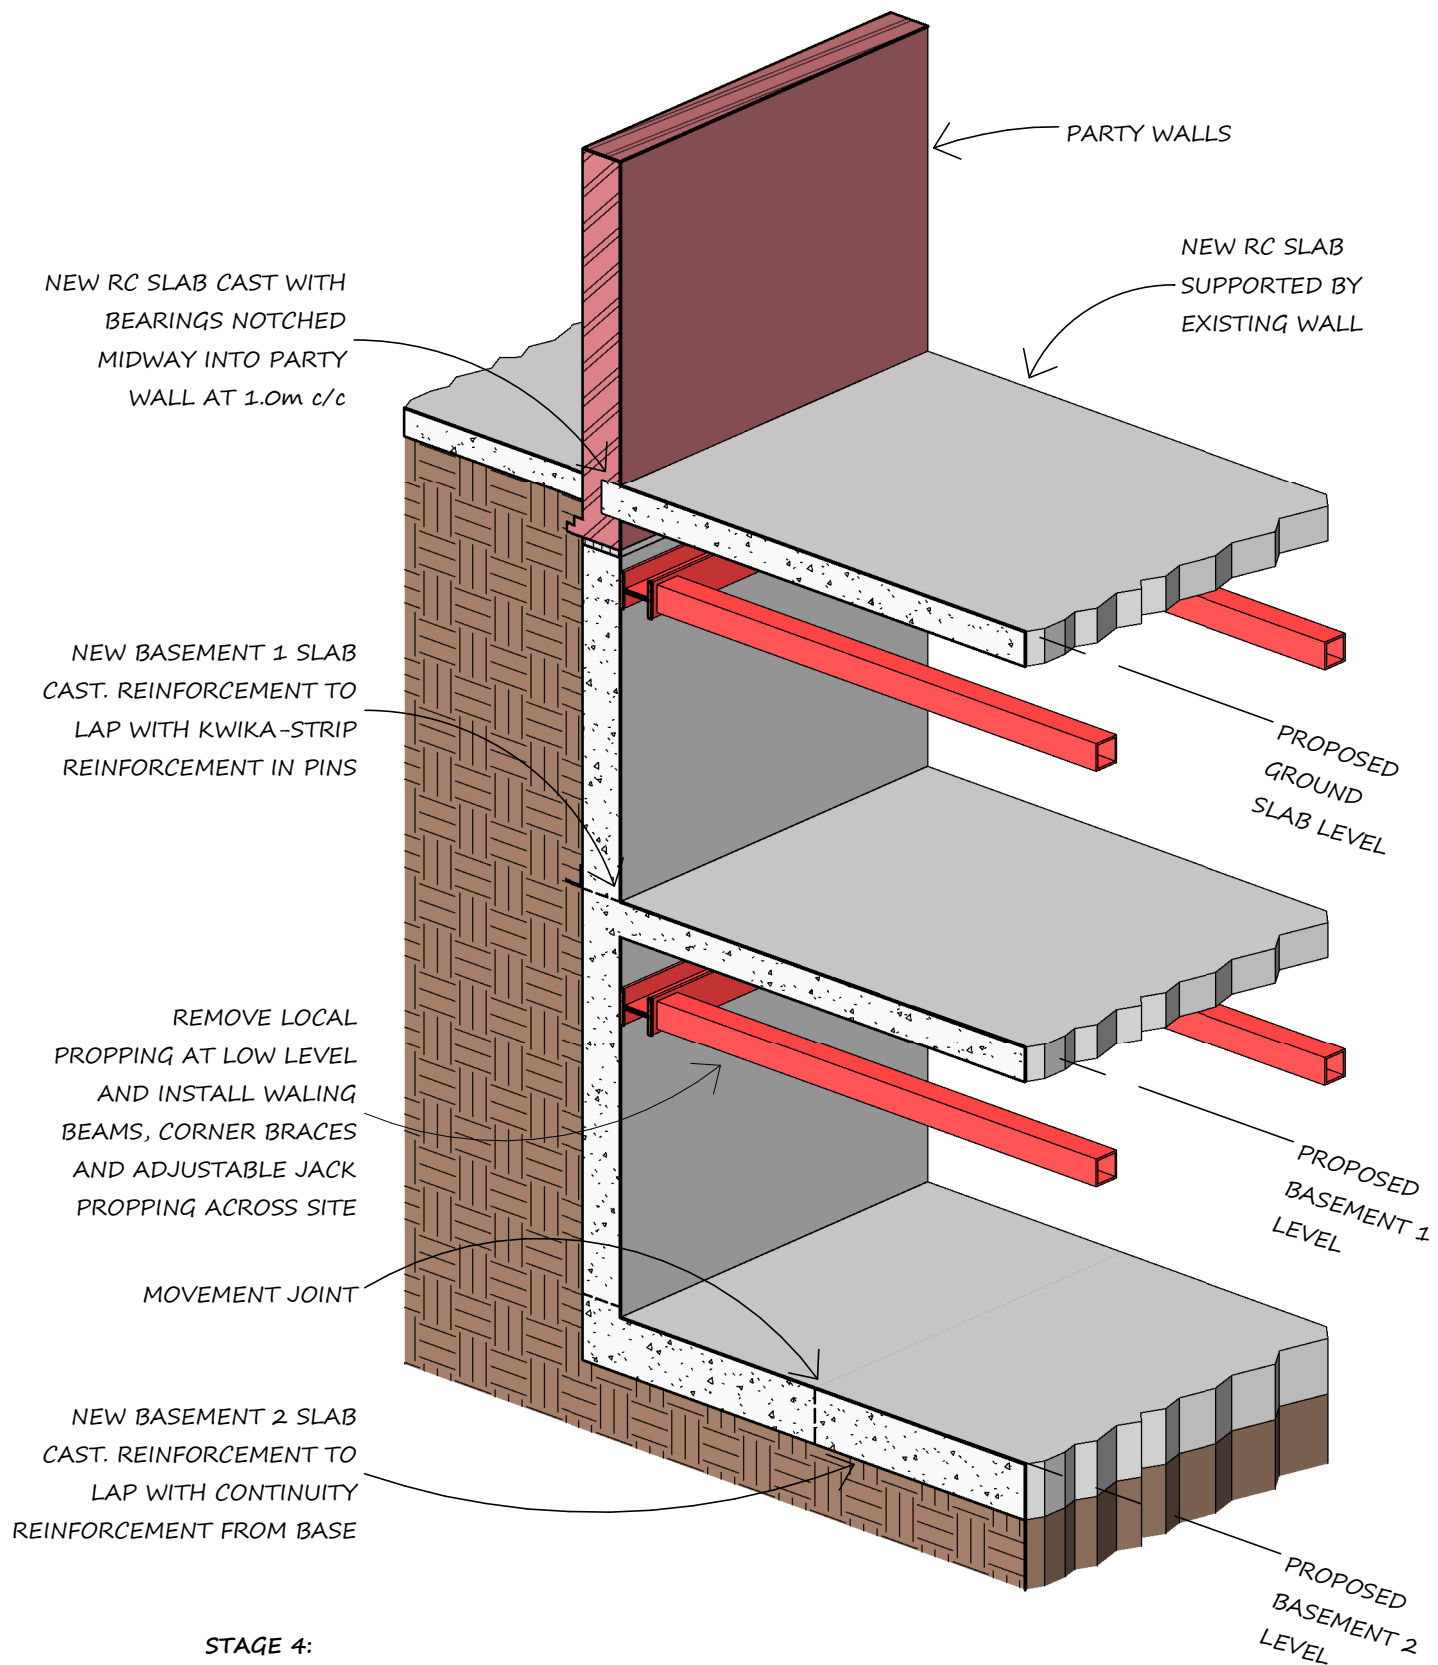 PARTY WALLS
NEW RC SLAB
SUPPORTED BY
EXISTING WALL
NEW RC SLAB CAST WITH
BEARINGS NOTCHED
MIDWAY INTO PARTY
WALL AT 1.0m c/c
NEW BASEMENT 1 SLAB
CAST. REINFORCEMENT TO
LAP WITH KWIKA-STRIP
REINFORCEMENT IN PINS
PROPOSED
GROUND
SLAB LEVEL
REMOVE LOCAL
PROPPING AT LOW LEVEL
AND INSTALL WALING
BEAMS, CORNER BRACES
AND ADJUSTABLE JACK
PROPPING ACROSS SITE
PROPOSED
BASEMENT 1
LEVEL
MOVEMENT JOINT
NEW BASEMENT 2 SLAB
CAST. REINFORCEMENT TO
LAP WITH CONTINUITY
REINFORCEMENT FROM BASE
PROPOSED
BASEMENT 2
LEVEL
STAGE 4: